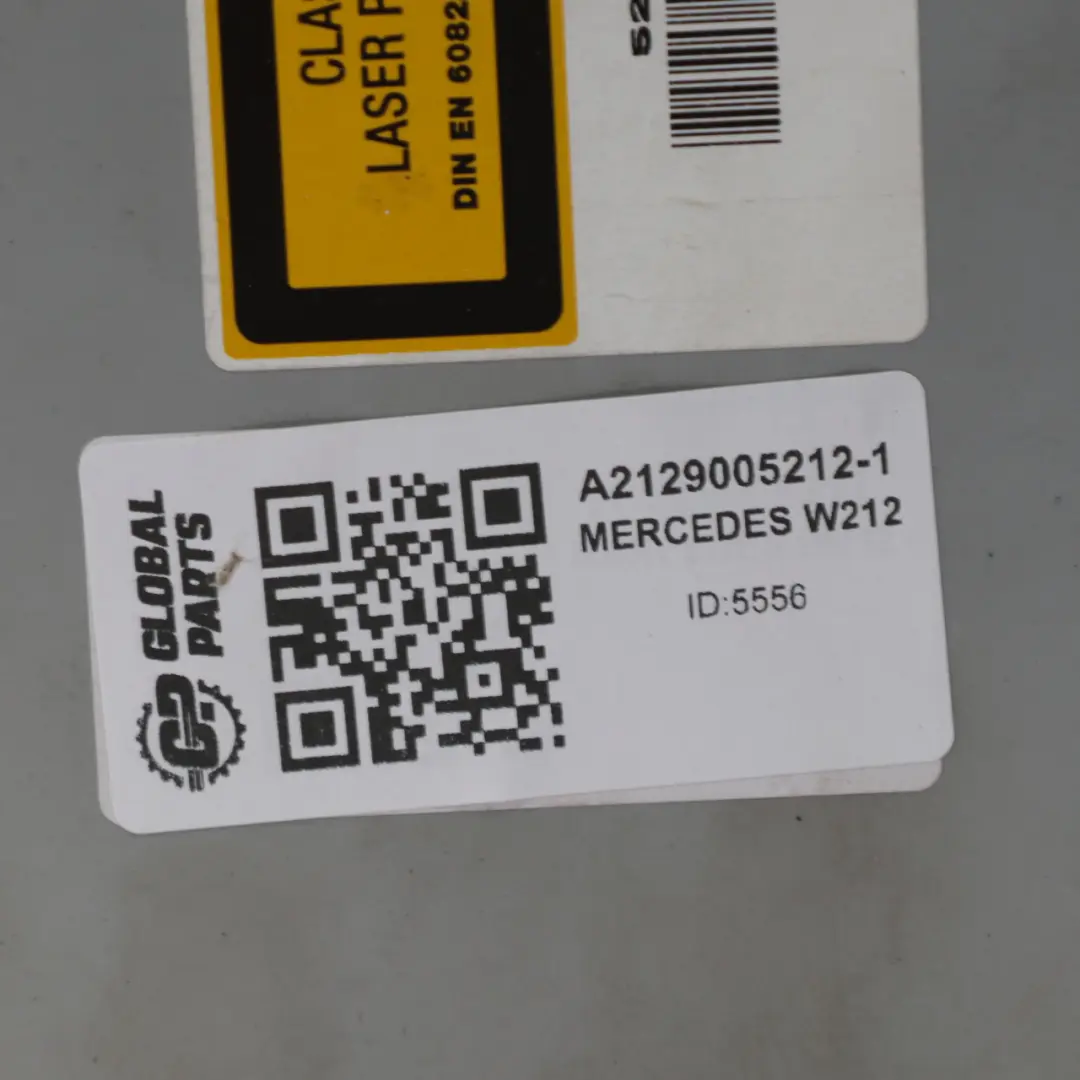 CLAS
LASER P
DIN EN 6082
52
GLOBAL
PARTS
A2129005212-1
MERCEDES W212
ID:5556